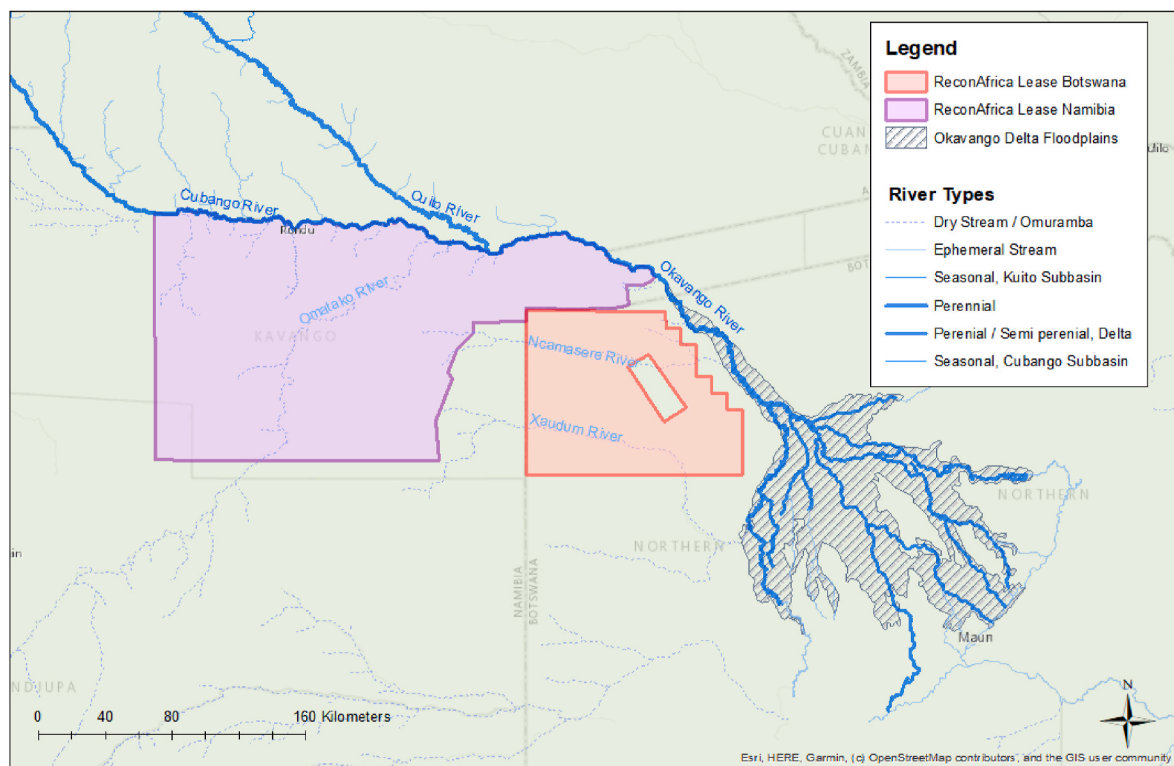 Legend
ReconAfrica Lease Botswana
ReconAfrica Lease Namibia
Okavango Delta Floodplains
River Types
Dry Stream / Omuramba
Ephemeral Stream
Seasonal, Kuito Subbasin
Perennial
Perenial / Semi perenial, Delta
Seasonal, Cubango Subbasin
ZAMBIA
CUAN
CUBAN
Cubango River
Cuito River
Rundu
Okavango River
Omatako River
KAVANGO
Ncamasere River
Xaudum River
NORTHERN
NORTHERN
NAMIBIA
BOTSWANA
Maun
in
NDJUPA
N
0 40 80 160 Kilometers
Esri, HERE, Garmin, (c) OpenStreetMap contributors, and the GIS user community